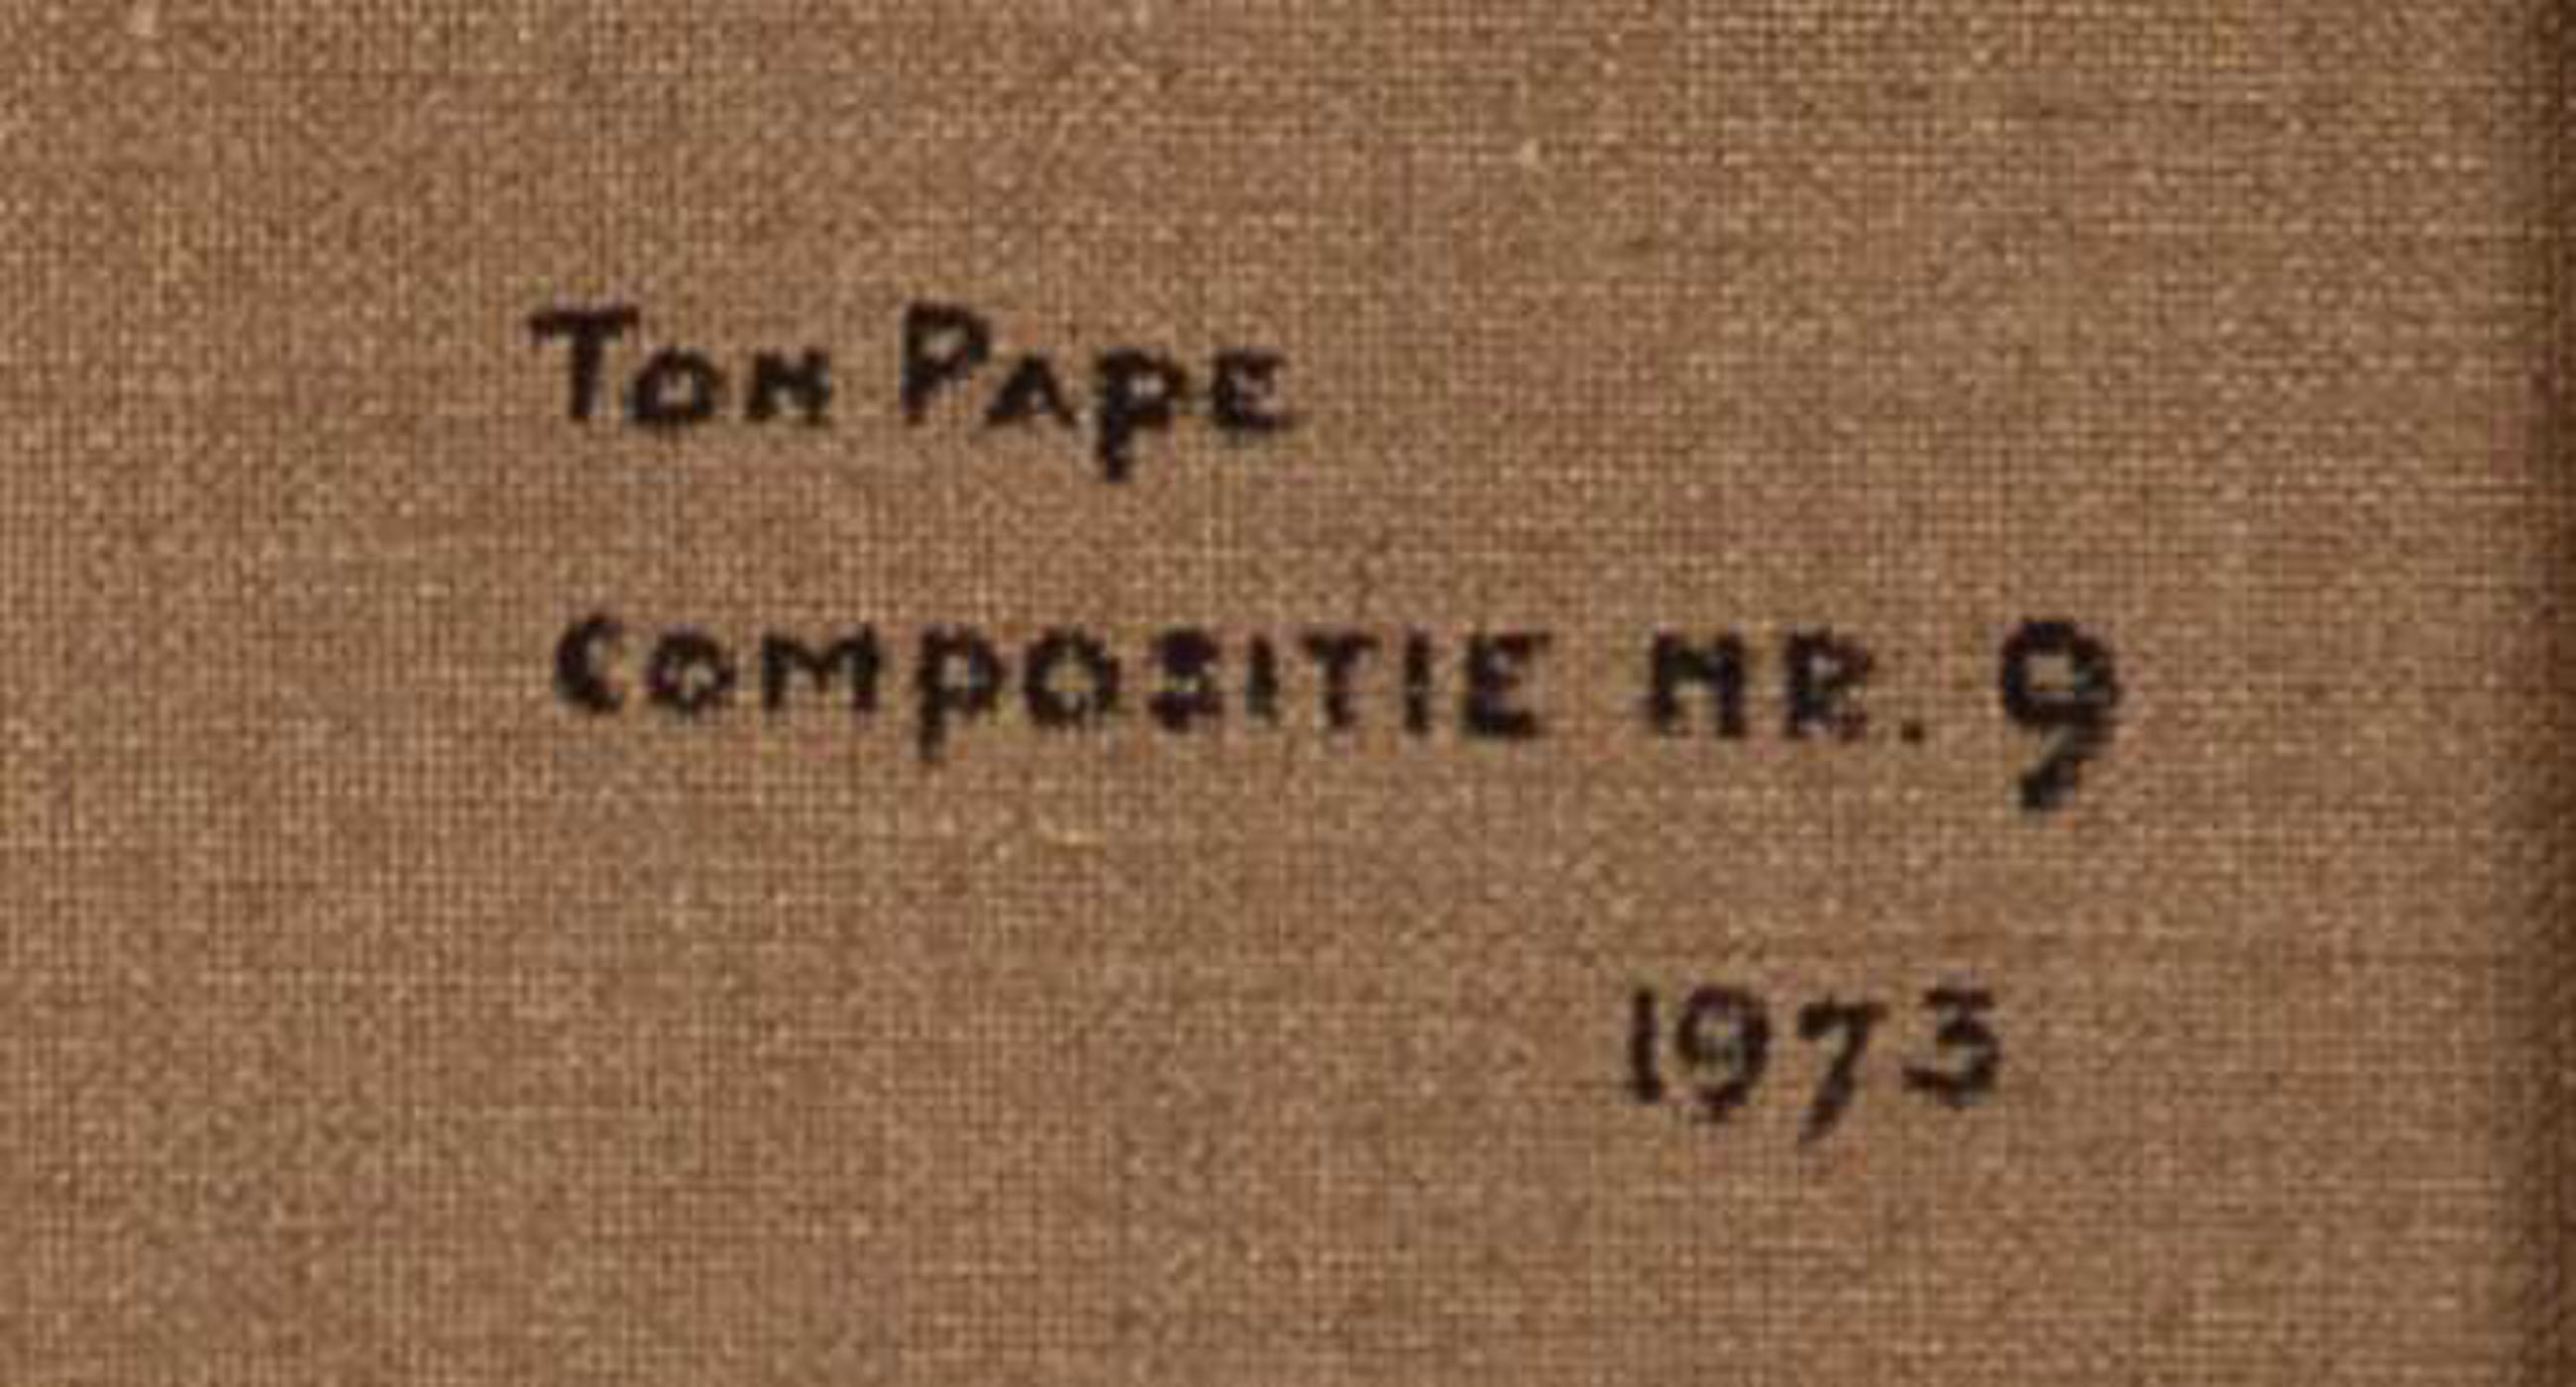 Ton Pape
COMPOSITIE NR. 9
1973